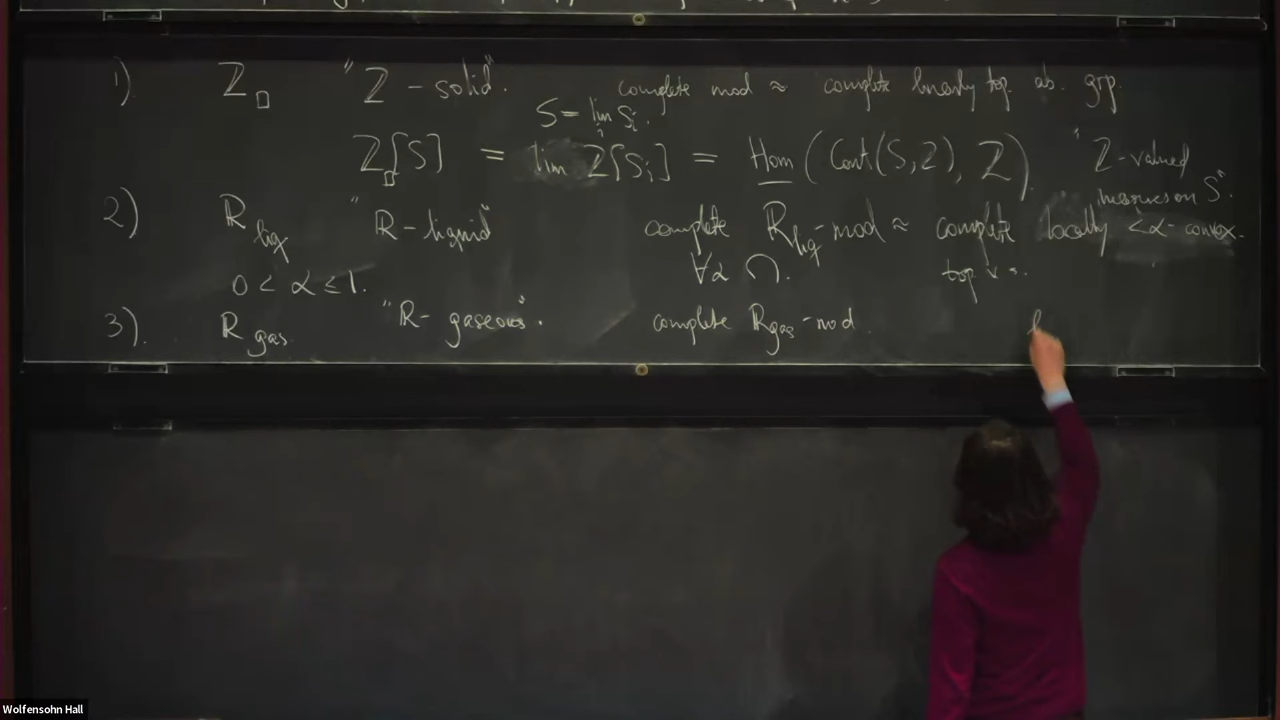 1). Z□ "Z-solid". complete mod ≈ complete linearly top. ab. grp
S = lim Sᵢ.
Z□[S] = lim Z[Sᵢ] = Hom (Cont(S,Z), Z). "Z-valued
measures on S".
2) R liq "R-liquid" complete R liq-mod ≈ complete locally <α-convex.
0 < α ≤ 1. ∀α top v.s.
3). R gas. "R-gaseous". complete R gas-mod.
Wolfensohn Hall